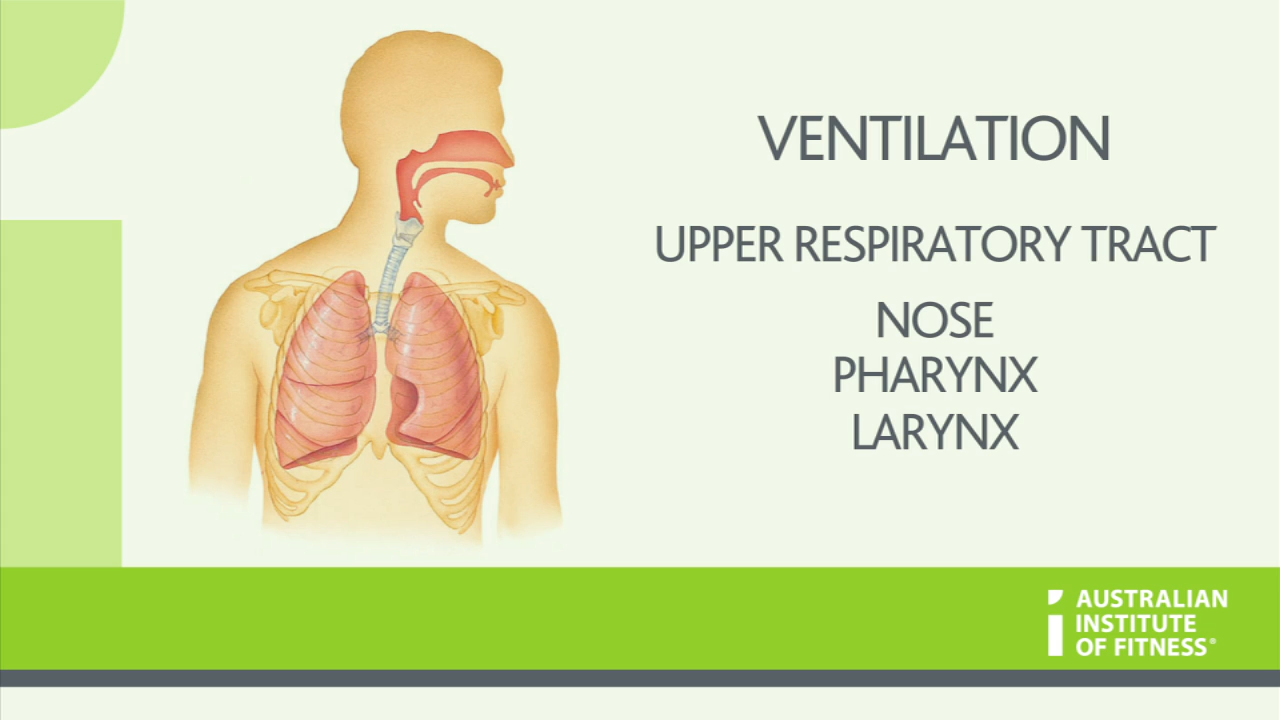 VENTILATION
UPPER RESPIRATORY TRACT
NOSE
PHARYNX
LARYNX
AUSTRALIAN
INSTITUTE
OF FITNESS®